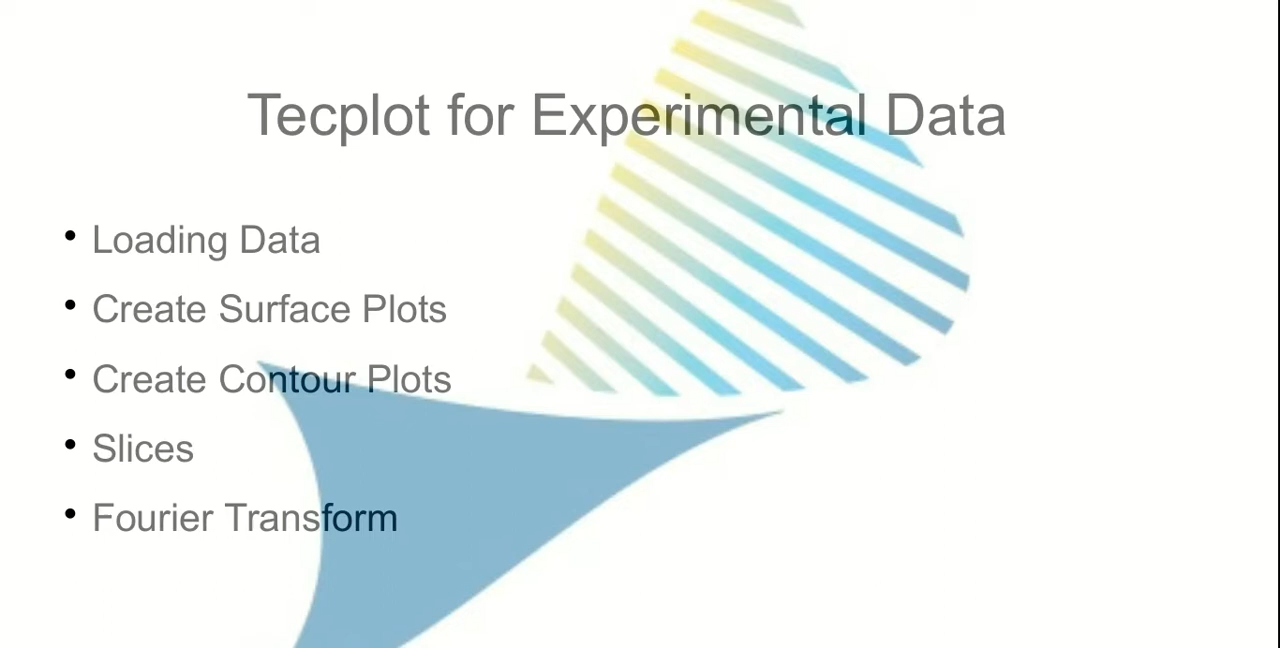 Tecplot for Experimental Data
• Loading Data
• Create Surface Plots
• Create Contour Plots
• Slices
• Fourier Transform